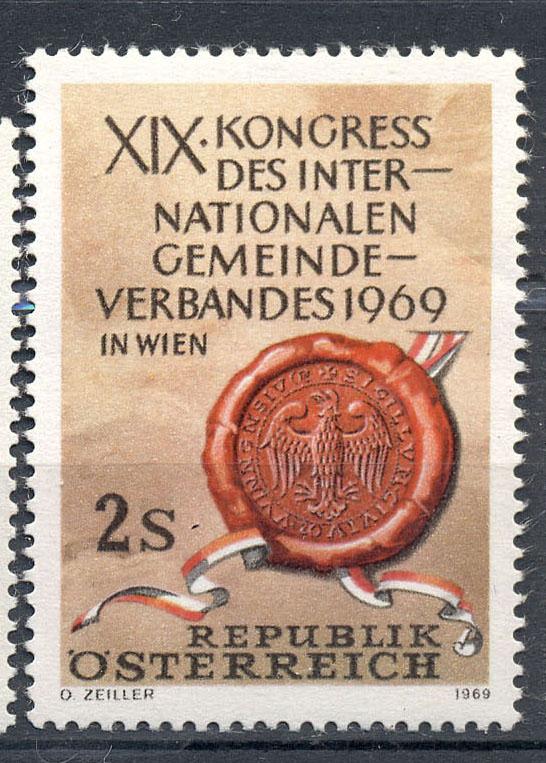 XIX. KONGRESS
DES INTER-
NATIONALEN
GEMEINDE-
VERBANDES 1969
IN WIEN
2S
REPUBLIK
ÖSTERREICH
O. ZEILLER
1969